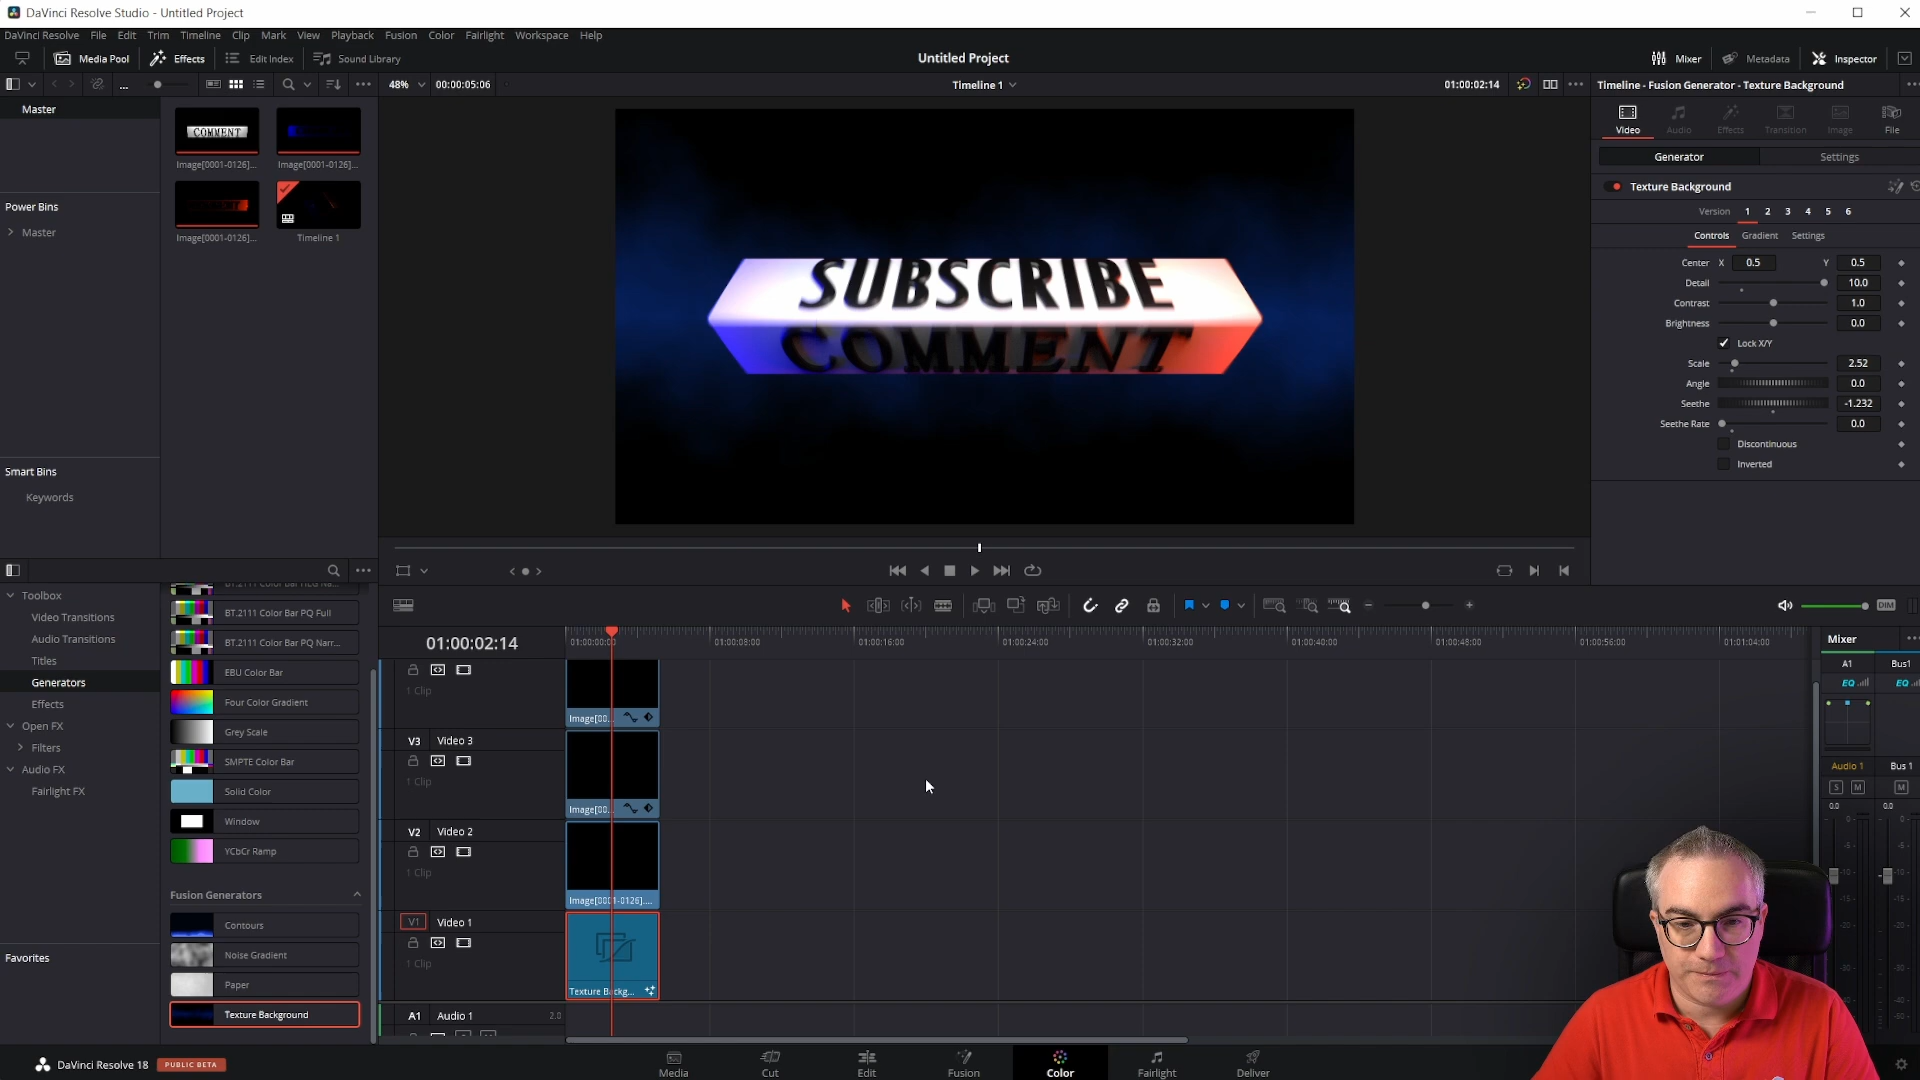 DaVinci Resolve Studio - Untitled Project
DaVinci Resolve File Edit Trim Timeline Clip Mark View Playback Fusion Color Fairlight Workspace Help
Media Pool Effects Edit Index Sound Library Untitled Project Mixer Metadata Inspector
48% 00:00:05:06 Timeline 1 01:00:02:14 Timeline - Fusion Generator - Texture Background
Master
COMMENT
Image[0001-0126]... Image[0001-0126]...
Image[0001-0126]... Timeline 1
Power Bins
Master
Smart Bins
Keywords
SUBSCRIBE
COMMENT
Video Audio Effects Transition Image File
Generator Settings
Texture Background
Version 1 2 3 4 5 6
Controls Gradient Settings
Center X 0.5 Y 0.5
Detail 10.0
Contrast 1.0
Brightness 0.0
Lock X/Y
Scale 2.52
Angle 0.0
Seethe -1.232
Seethe Rate 0.0
Discontinuous
Inverted
Toolbox
Video Transitions
Audio Transitions
Titles
Generators
Effects
Open FX
Filters
Audio FX
Fairlight FX
Favorites
BT.2111 Color Bar PQ Full
BT.2111 Color Bar PQ Narr...
EBU Color Bar
Four Color Gradient
Grey Scale
SMPTE Color Bar
Solid Color
Window
YCbCr Ramp
Fusion Generators
Contours
Noise Gradient
Paper
Texture Background
DIM
01:00:02:14
01:00:00:00 01:00:08:00 01:00:16:00 01:00:24:00 01:00:32:00 01:00:40:00 01:00:48:00 01:00:56:00 01:01:04:00
1 Clip
Image[00...
V3 Video 3
1 Clip
Image[00...
V2 Video 2
1 Clip
Image[0001-0126]....
V1 Video 1
1 Clip
Texture Backg...
A1 Audio 1 2.0
Mixer
A1 Bus1
EQ EQ
Audio 1 Bus 1
S M M
0.0 0.0
DaVinci Resolve 18 PUBLIC BETA
Media Cut Edit Fusion Color Fairlight Deliver